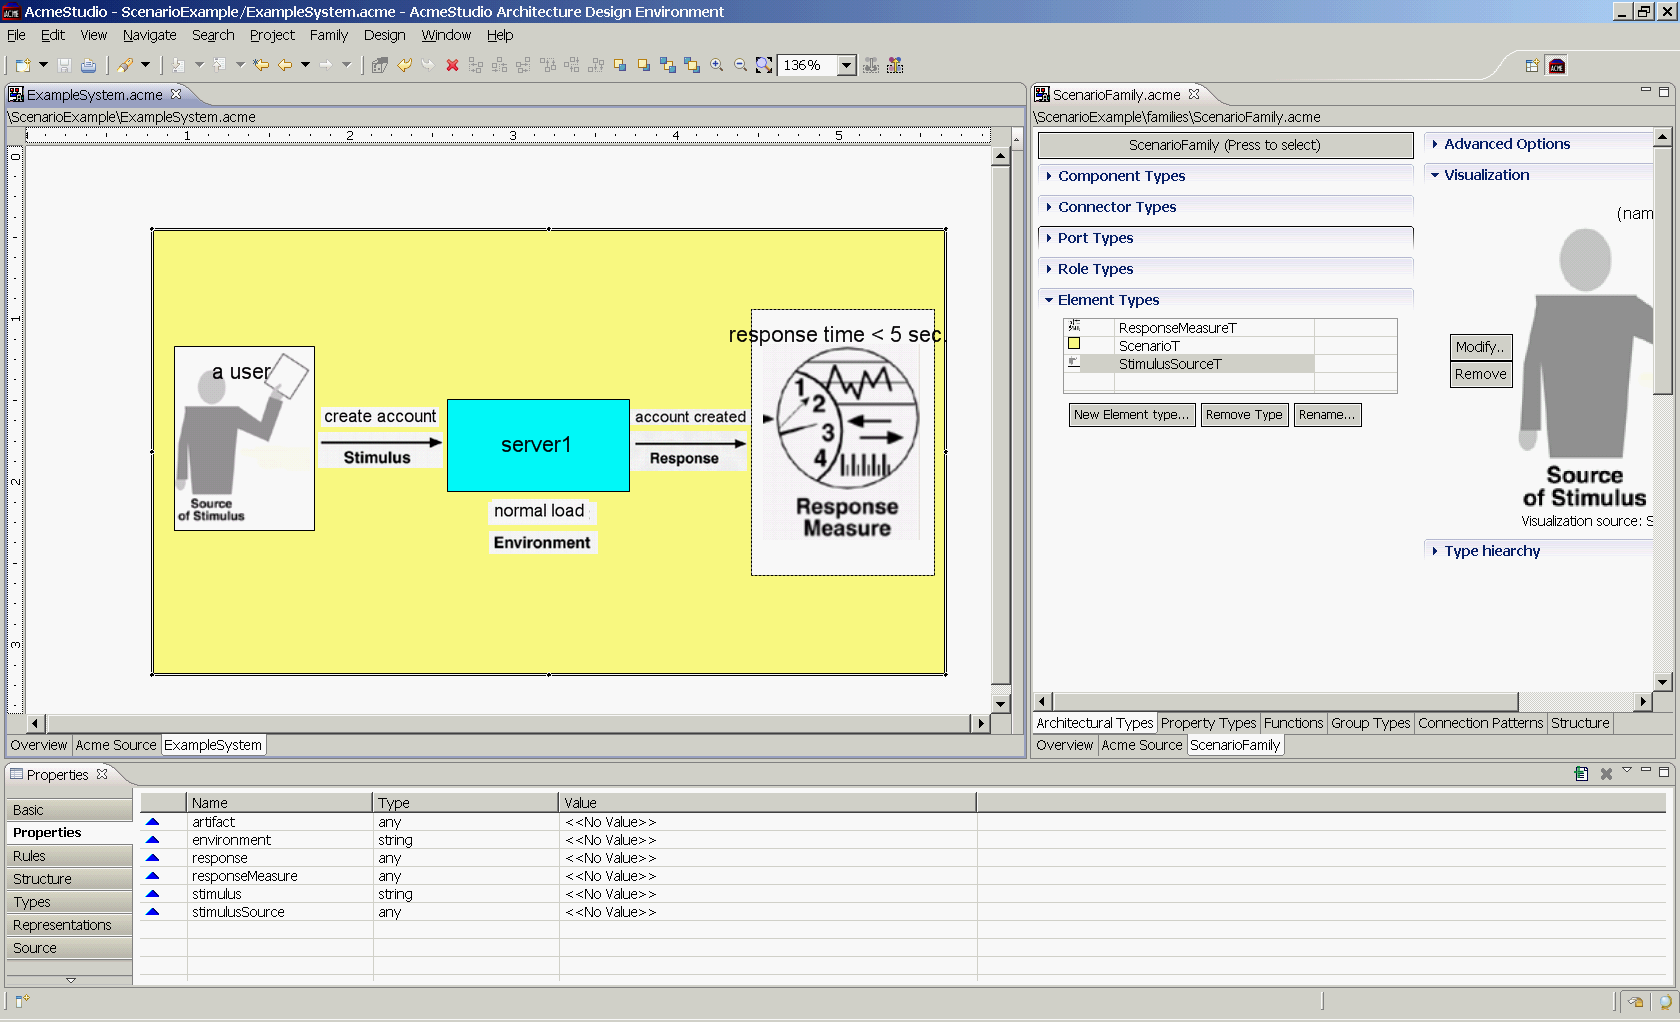 AcmeStudio - ScenarioExample/ExampleSystem.acme - AcmeStudio Architecture Design Environment
File Edit View Navigate Search Project Family Design Window Help
136%
ExampleSystem.acme
\ScenarioExample\ExampleSystem.acme
1 2 3 4 5
0
1
2
3
response time < 5 sec.
a user
create account
Stimulus
server1
account created
Response
1
2
3
4
Source
of Stimulus
normal load
Environment
Response
Measure
Overview Acme Source ExampleSystem
ScenarioFamily.acme
\ScenarioExample\families\ScenarioFamily.acme
ScenarioFamily (Press to select)
Component Types
Connector Types
Port Types
Role Types
Element Types
ResponseMeasureT
ScenarioT
StimulusSourceT
New Element type... Remove Type Rename...
Advanced Options
Visualization
(nam
Modify..
Remove
Source
of Stimulus
Visualization source: S
Type hiearchy
Architectural Types Property Types Functions Group Types Connection Patterns Structure
Overview Acme Source ScenarioFamily
Properties
Basic
Properties
Rules
Structure
Types
Representations
Source
Name Type Value
artifact any <<No Value>>
environment string <<No Value>>
response any <<No Value>>
responseMeasure any <<No Value>>
stimulus string <<No Value>>
stimulusSource any <<No Value>>